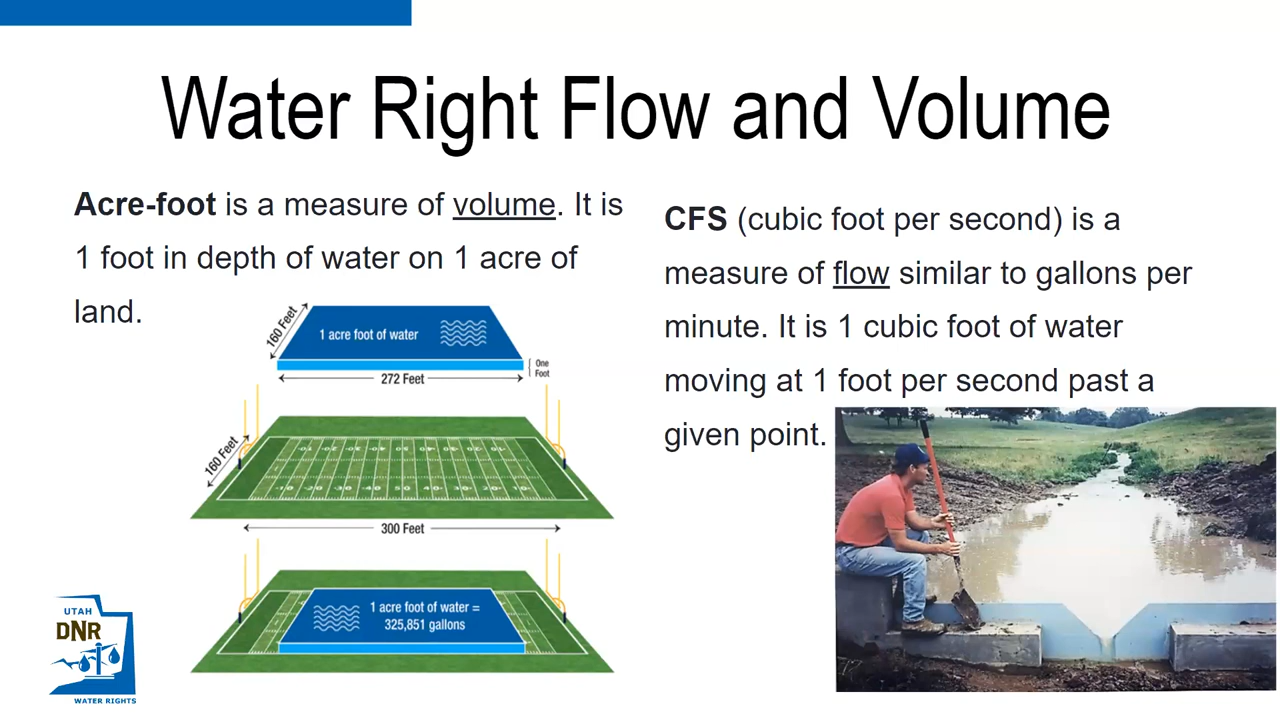 Water Right Flow and Volume
Acre-foot is a measure of volume. It is
1 foot in depth of water on 1 acre of
land.
160 Feet
1 acre foot of water
One
Foot
272 Feet
160 Feet
300 Feet
1 acre foot of water =
325,851 gallons
CFS (cubic foot per second) is a
measure of flow similar to gallons per
minute. It is 1 cubic foot of water
moving at 1 foot per second past a
given point.
UTAH
DNR
WATER RIGHTS